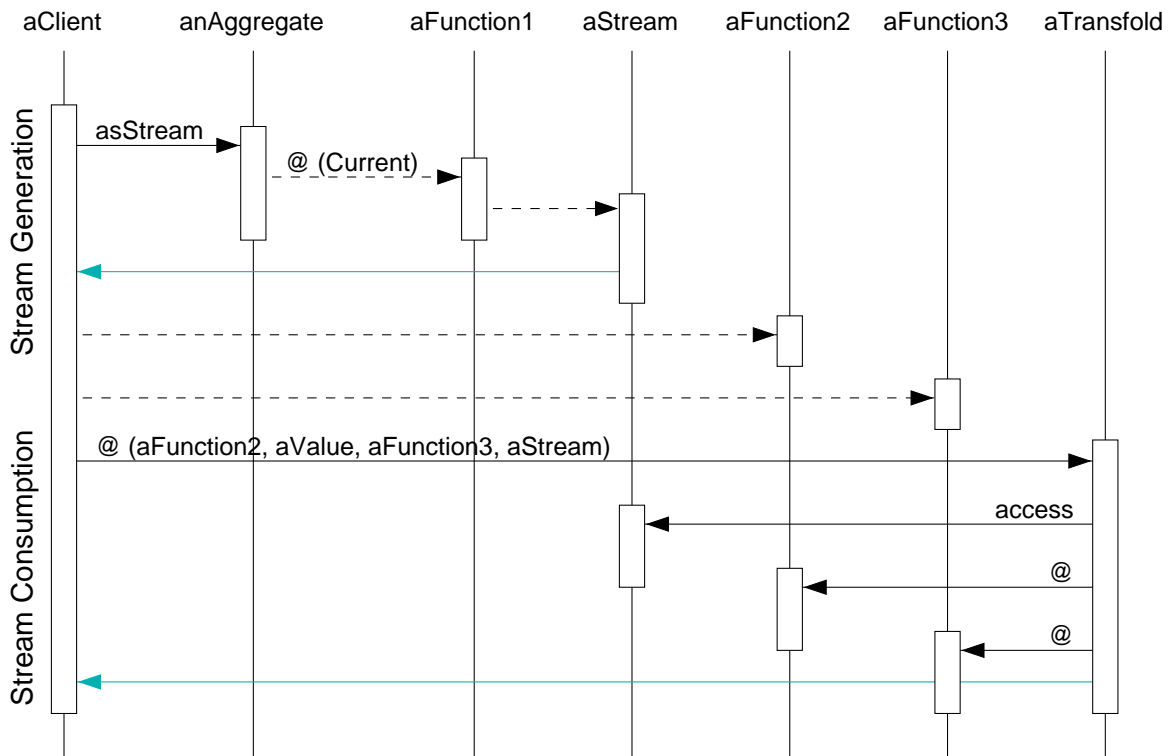 aClient anAggregate aFunction1 aStream aFunction2 aFunction3 aTransfold
Stream Generation
asStream
@ (Current)
Stream Consumption
@ (aFunction2, aValue, aFunction3, aStream)
access
@
@